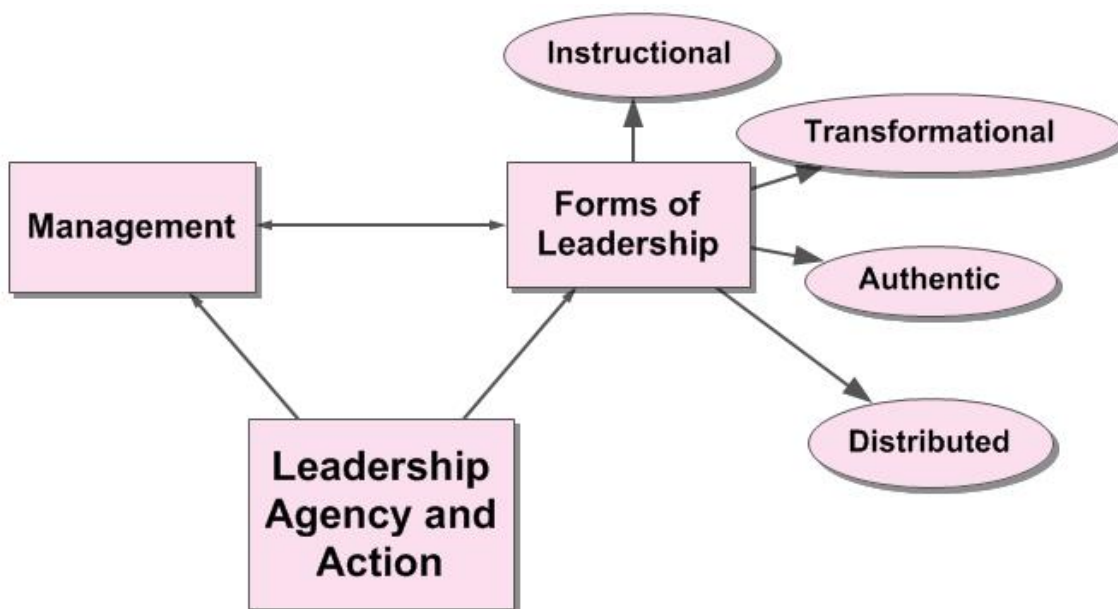 Instructional
Transformational
Management
Forms of
Leadership
Authentic
Distributed
Leadership
Agency and
Action